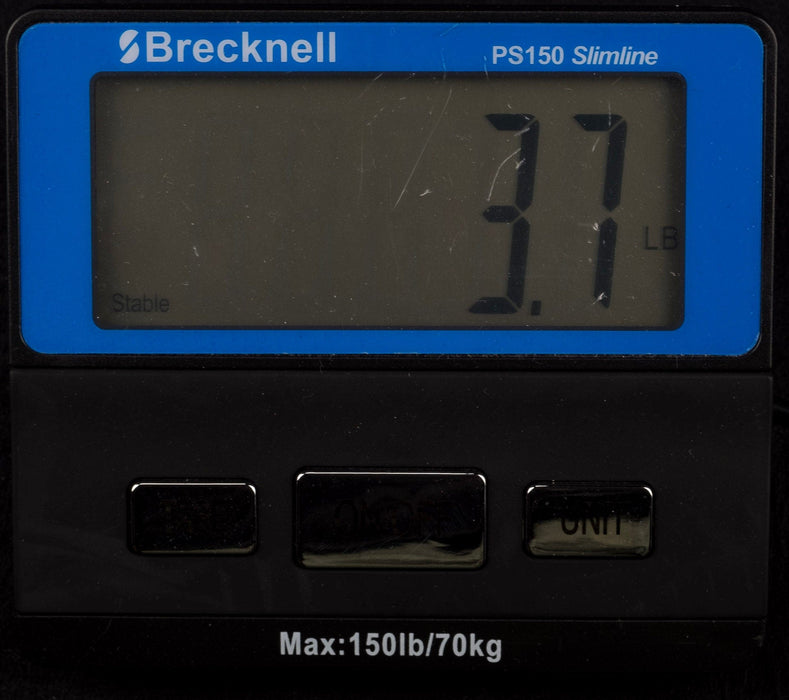 Brecknell
PS150 Slimline
3.7 LB
Stable
UNIT
Max:150lb/70kg